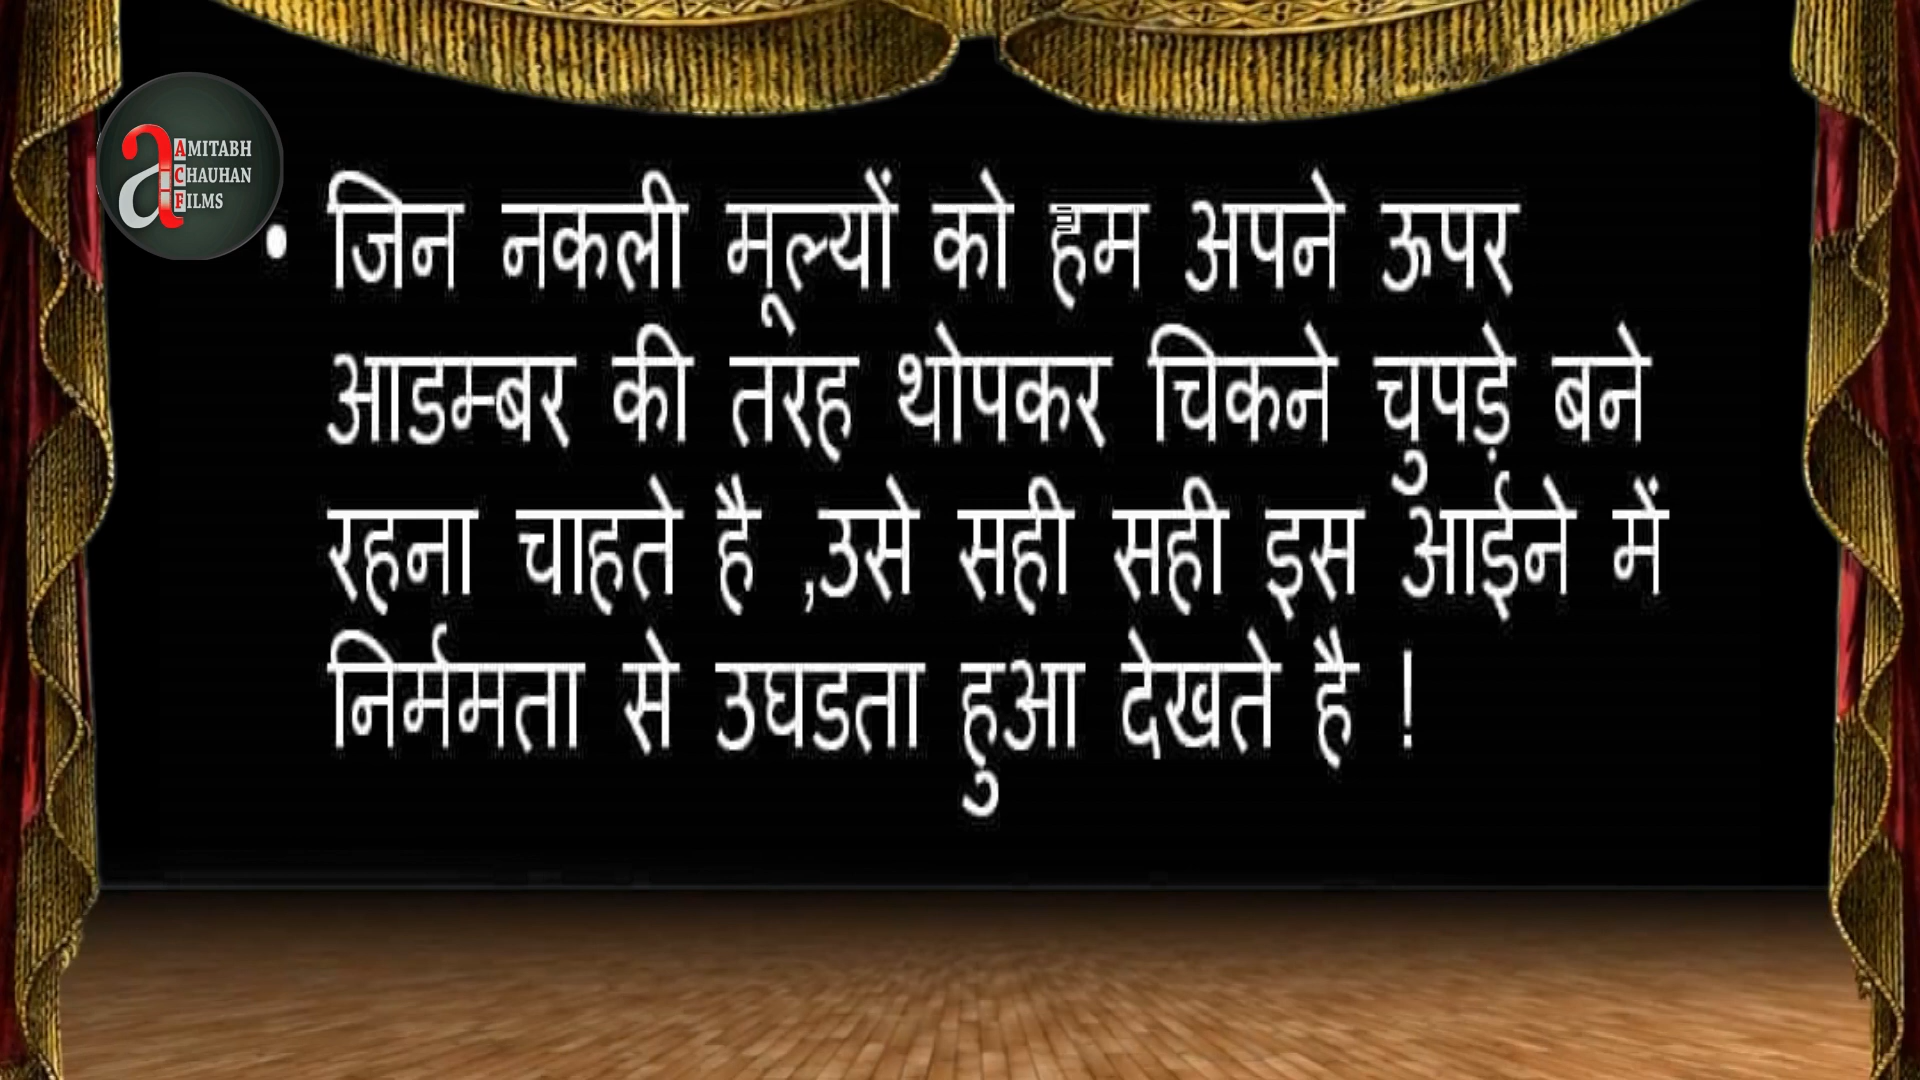 AMITABH
CHAUHAN
FILMS
• जिन नकली मूल्यों को हम अपने ऊपर
आडम्बर की तरह थोपकर चिकने चुपड़े बने
रहना चाहते है ,उसे सही सही इस आईने में
निर्ममता से उघडता हुआ देखते है !